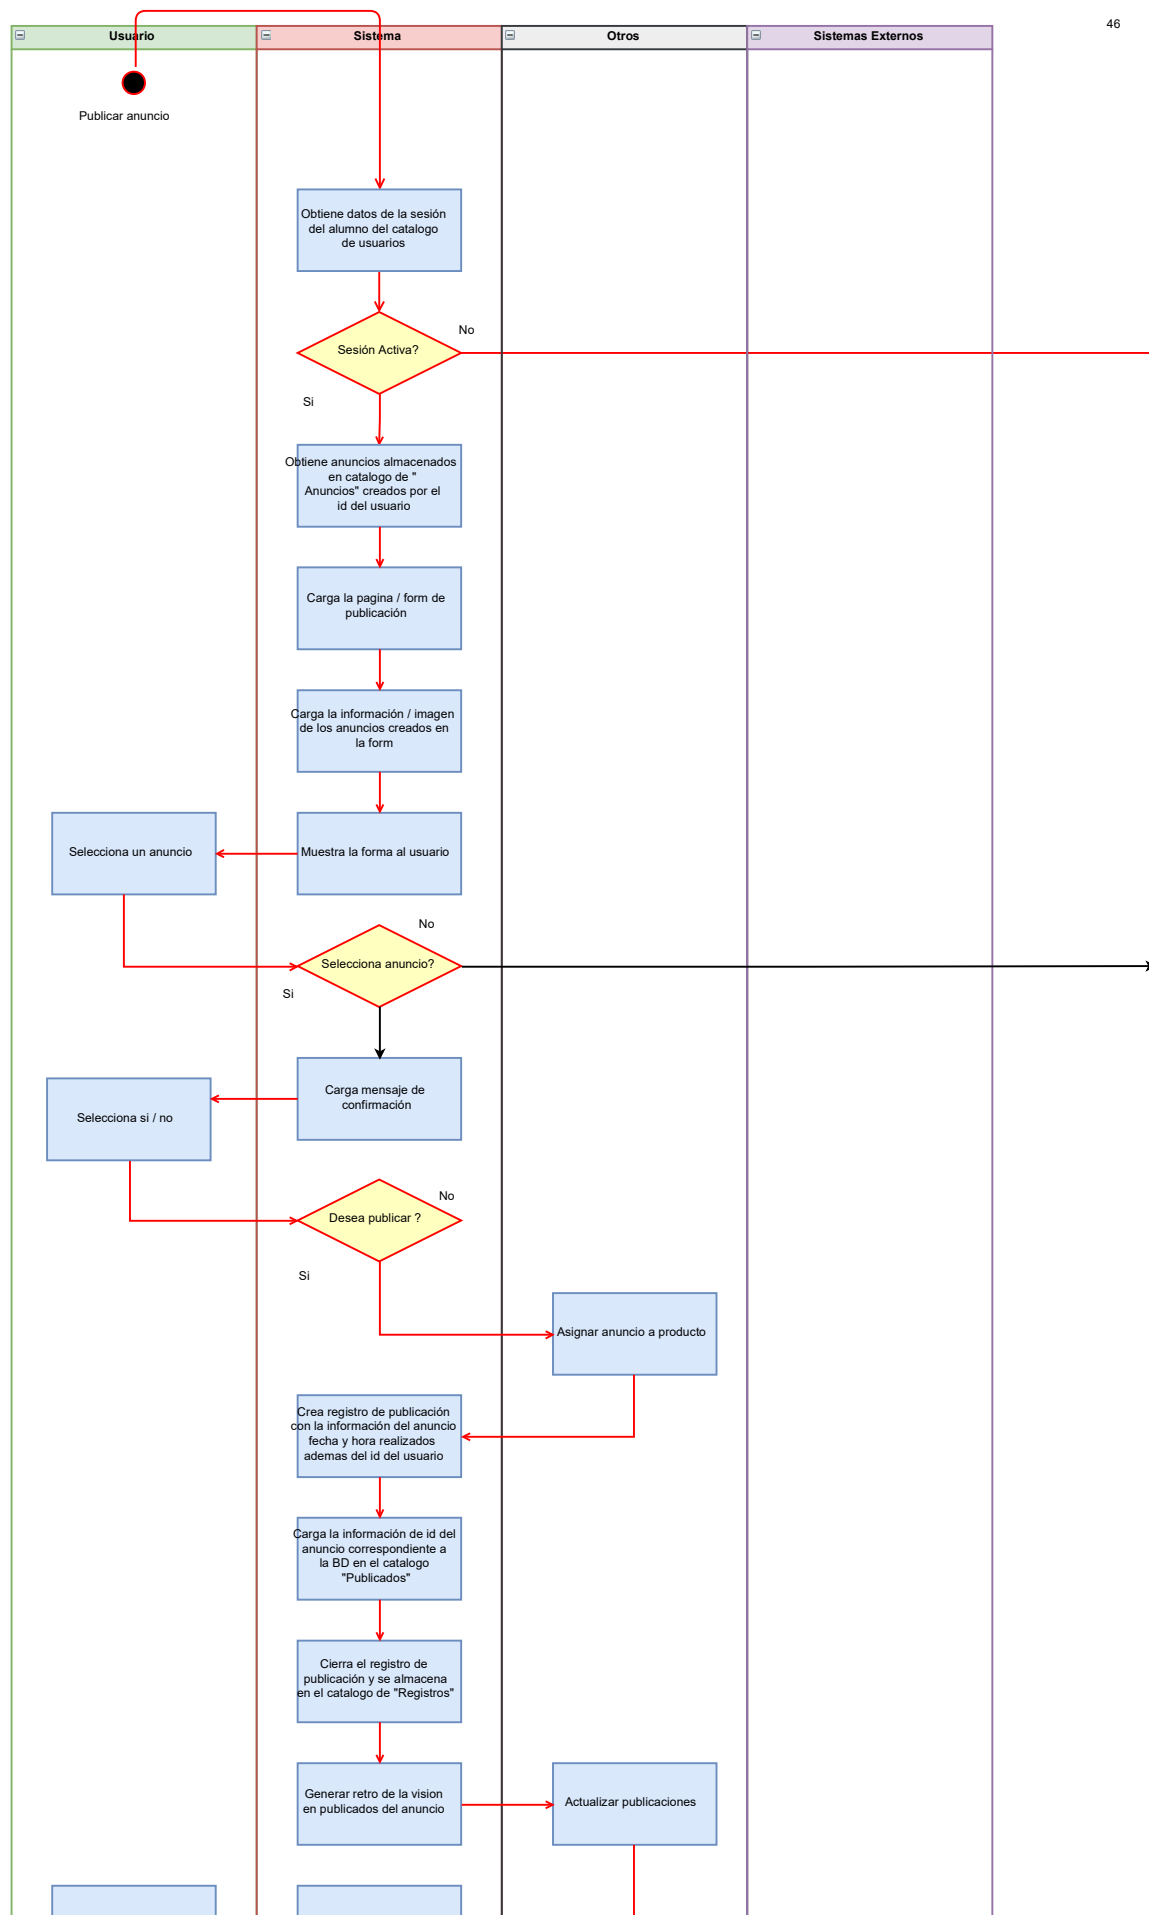 46
Usuario
Sistema
Otros
Sistemas Externos
Publicar anuncio
Obtiene datos de la sesión
del alumno del catalogo
de usuarios
No
Sesión Activa?
Si
Obtiene anuncios almacenados
en catalogo de "
Anuncios" creados por el
id del usuario
Carga la pagina / form de
publicación
Carga la información / imagen
de los anuncios creados en
la form
Selecciona un anuncio
Muestra la forma al usuario
No
Selecciona anuncio?
Si
Carga mensaje de
confirmación
Selecciona si / no
No
Desea publicar ?
Si
Asignar anuncio a producto
Crea registro de publicación
con la información del anuncio
fecha y hora realizados
ademas del id del usuario
Carga la información de id del
anuncio correspondiente a
la BD en el catalogo
"Publicados"
Cierra el registro de
publicación y se almacena
en el catalogo de "Registros"
Generar retro de la vision
en publicados del anuncio
Actualizar publicaciones